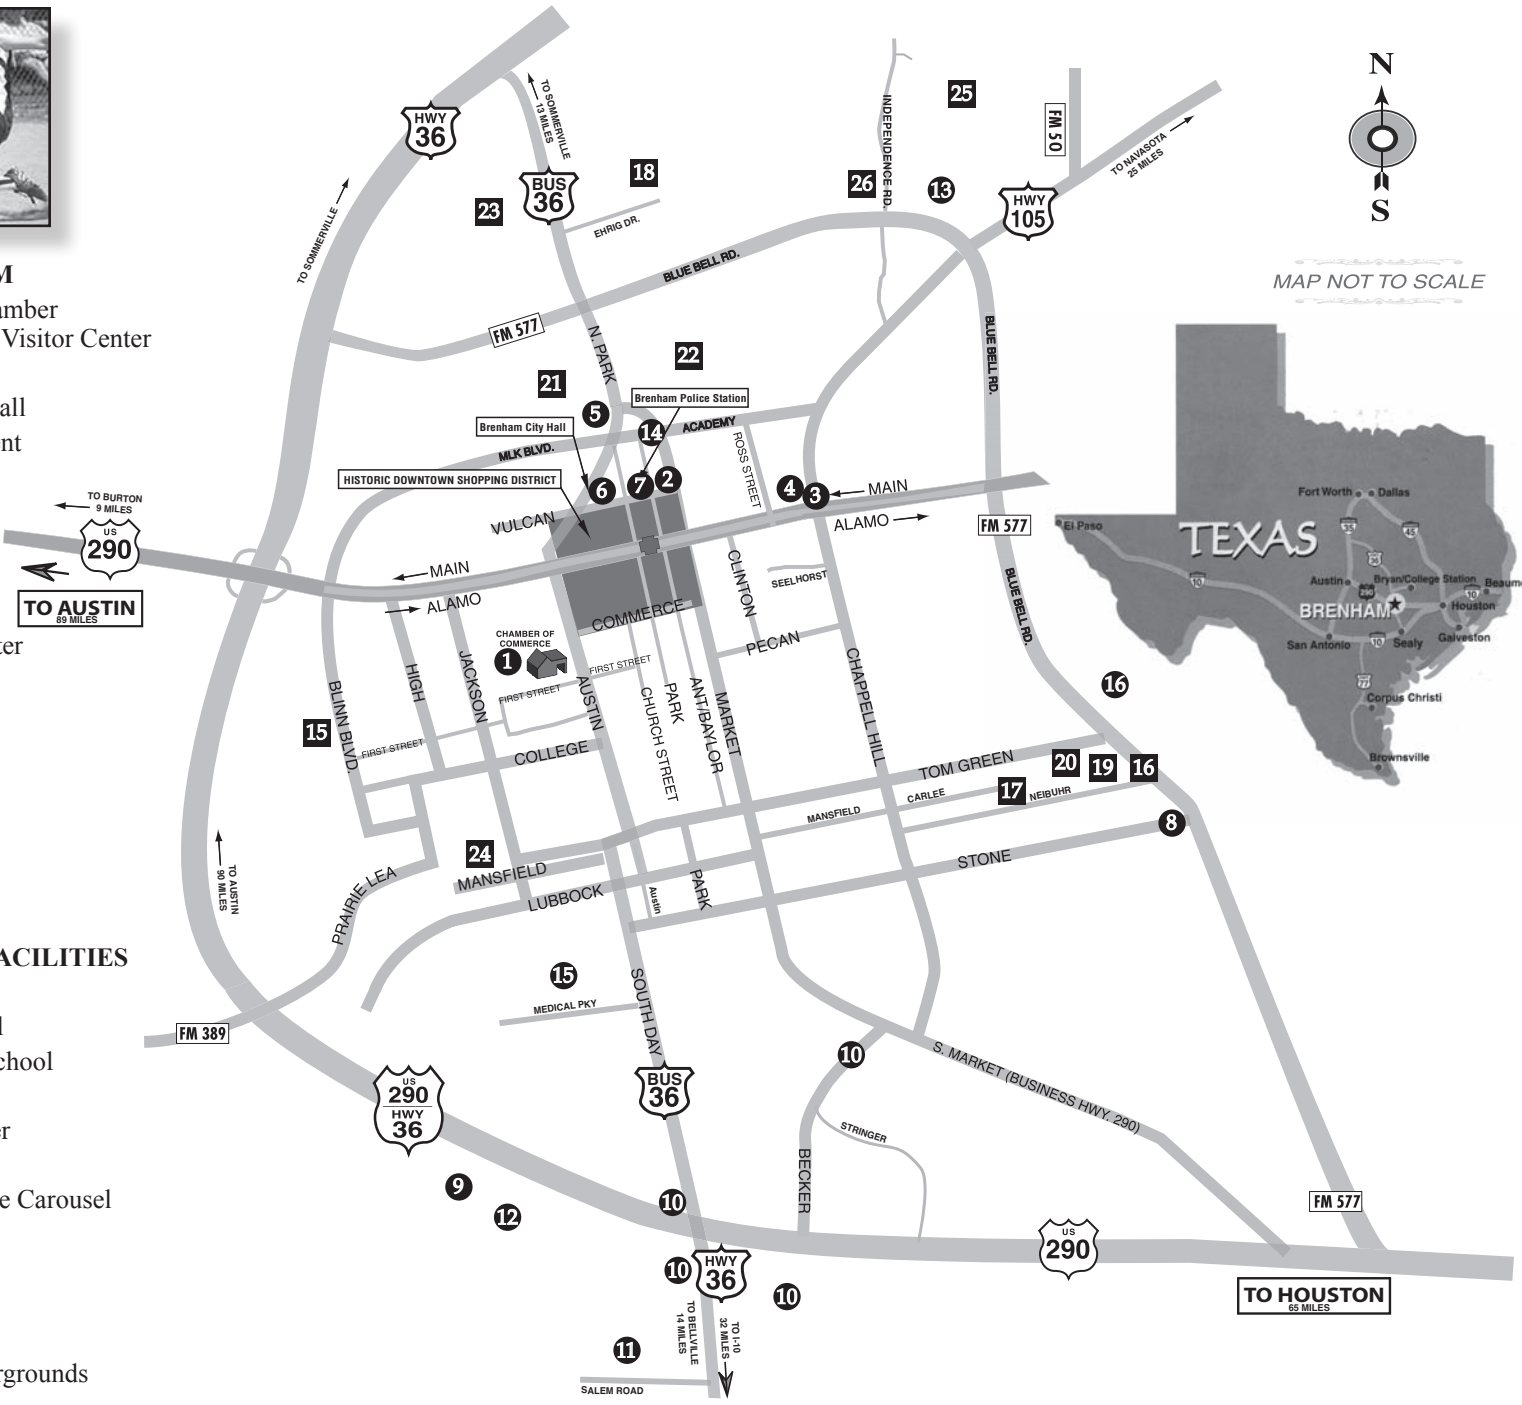 M
amber
Visitor Center
all
nt
ter
ACILITIES
l
chool
er
e Carousel
rgrounds
HWY
36
TO SOMMERVILLE
13 MILES
BUS
36
18
23
EHRIG DR.
TO SOMMERVILLE
INDEPENDENCE RD.
25
26
13
FM 50
TO NAVASOTA
25 MILES
HWY
105
N
S
MAP NOT TO SCALE
BLUE BELL RD.
FM 577
N. PARK
22
21
5
Brenham Police Station
Brenham City Hall
14
ACADEMY
MLK BLVD.
ROSS STREET
HISTORIC DOWNTOWN SHOPPING DISTRICT
6
7
2
4
3
MAIN
ALAMO
VULCAN
BLUE BELL RD.
FM 577
TO BURTON
9 MILES
US
290
TO AUSTIN
89 MILES
MAIN
ALAMO
COMMERCE
CLINTON
SEELHORST
PECAN
BLUE BELL RD.
CHAMBER OF
COMMERCE
1
FIRST STREET
FIRST STREET
FIRST STREET
HIGH
JACKSON
AUSTIN
CHURCH STREET
PARK
ANT/BAYLOR
MARKET
CHAPPELL HILL
BLINN BLVD.
15
COLLEGE
16
TOM GREEN
20
19
16
17
NEIBUHR
CARLEE
MANSFIELD
8
STONE
24
MANSFIELD
LUBBOCK
Austin
PARK
PRAIRIE LEA
TO AUSTIN
90 MILES
15
MEDICAL PKY
SOUTH DAY
FM 389
US
290
HWY
36
BUS
36
10
S. MARKET (BUSINESS HWY. 290)
STRINGER
BECKER
9
12
10
FM 577
US
290
HWY
36
10
10
TO HOUSTON
65 MILES
TO BELLVILLE
14 MILES
TO I-10
32 MILES
11
SALEM ROAD
TEXAS
Fort Worth
Dallas
El Paso
35
45
36
10
Austin
290
Bryan/College Station
10
Beaum
BRENHAM
Houston
San Antonio
10
Sealy
Galveston
77
Corpus Christi
Brownsville